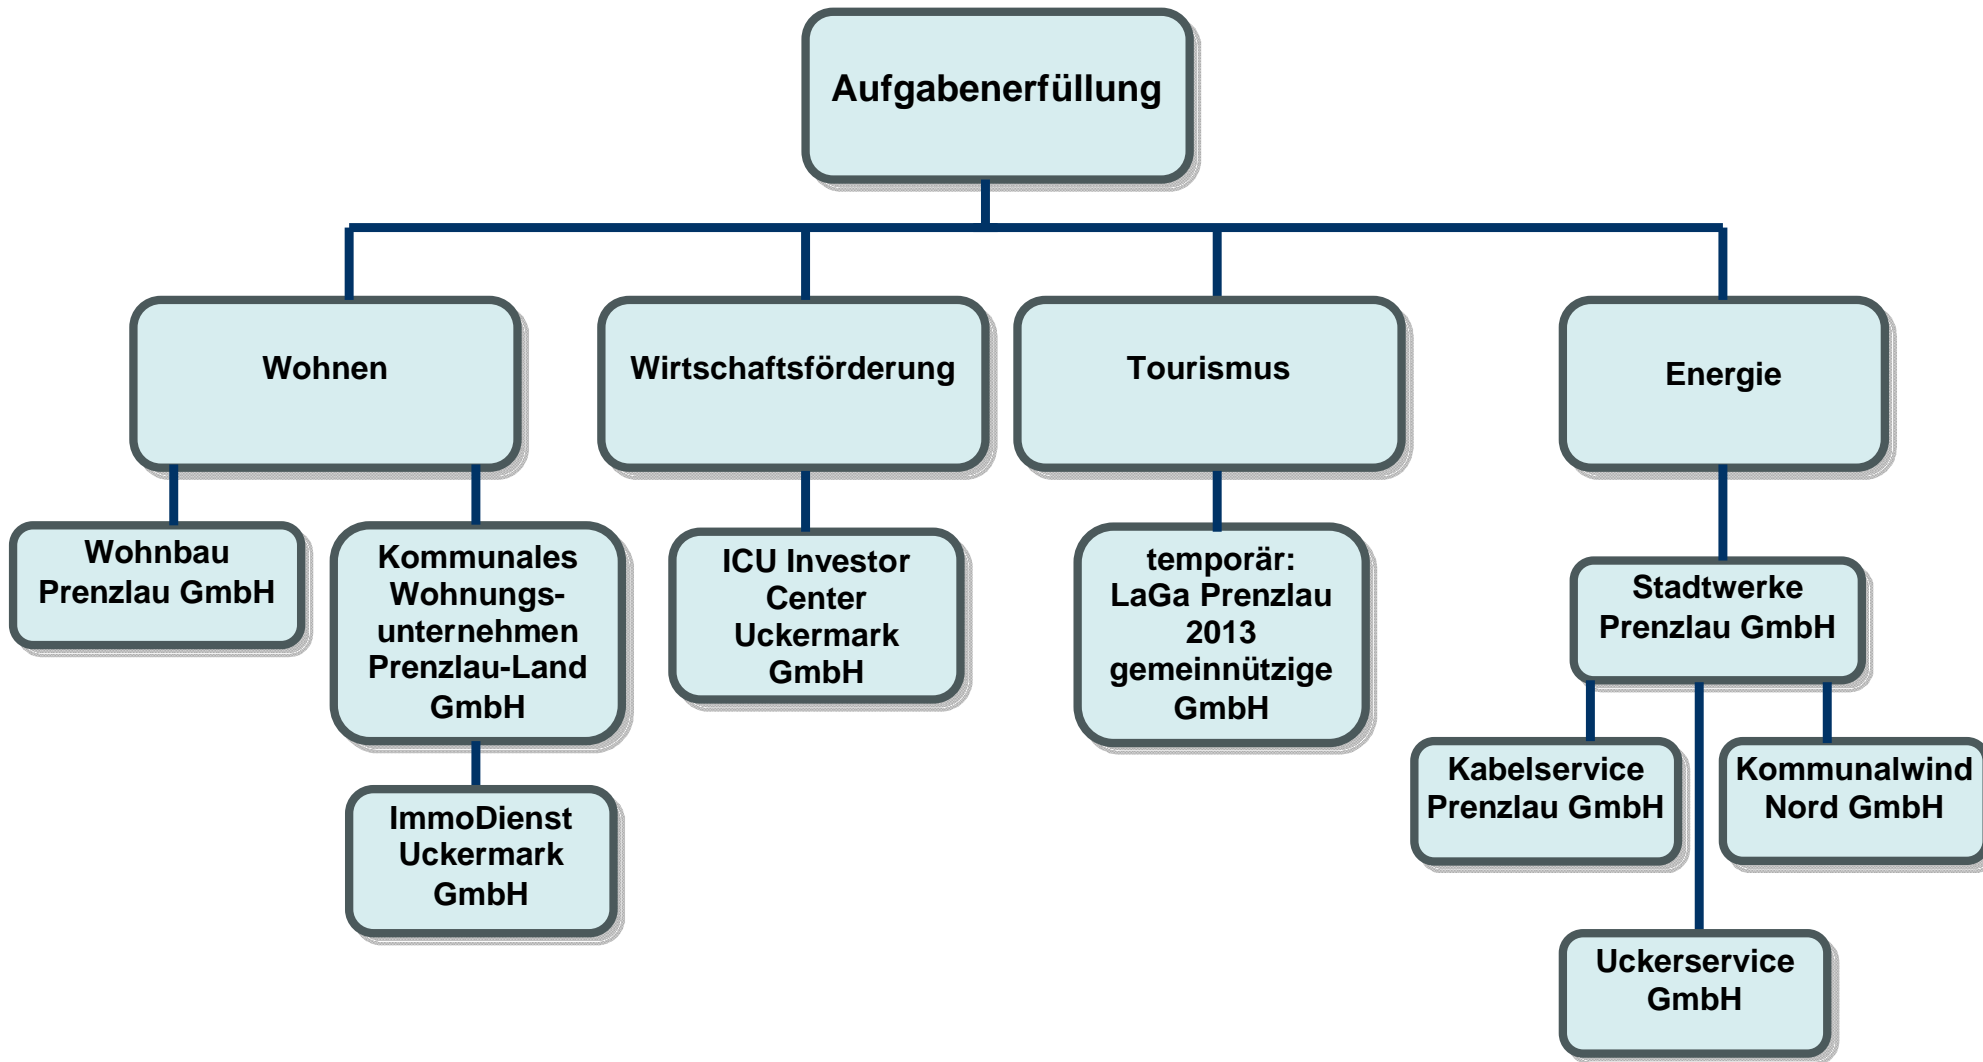 Aufgabenerfüllung
Wohnen
Wirtschaftsförderung
Tourismus
Energie
Wohnbau
Prenzlau GmbH
Kommunales
Wohnungs-
unternehmen
Prenzlau-Land
GmbH
ICU Investor
Center
Uckermark
GmbH
temporär:
LaGa Prenzlau
2013
gemeinnützige
GmbH
Stadtwerke
Prenzlau GmbH
ImmoDienst
Uckermark
GmbH
Kabelservice
Prenzlau GmbH
Kommunalwind
Nord GmbH
Uckerservice
GmbH